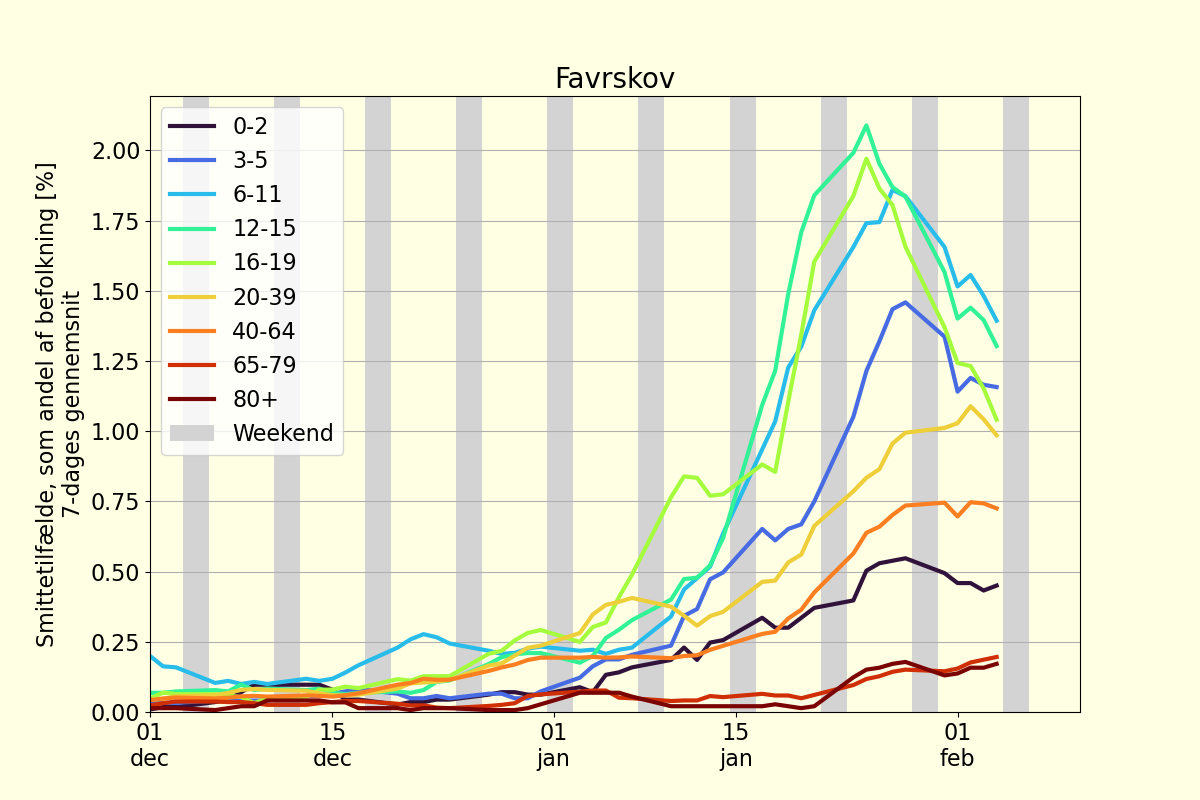 Favrskov
Smittetilfælde, som andel af befolkning [%]
7-dages gennemsnit
2.00
1.75
1.50
1.25
1.00
0.75
0.50
0.25
0.00
0-2
3-5
6-11
12-15
16-19
20-39
40-64
65-79
80+
Weekend
01
dec
15
dec
01
jan
15
jan
01
feb